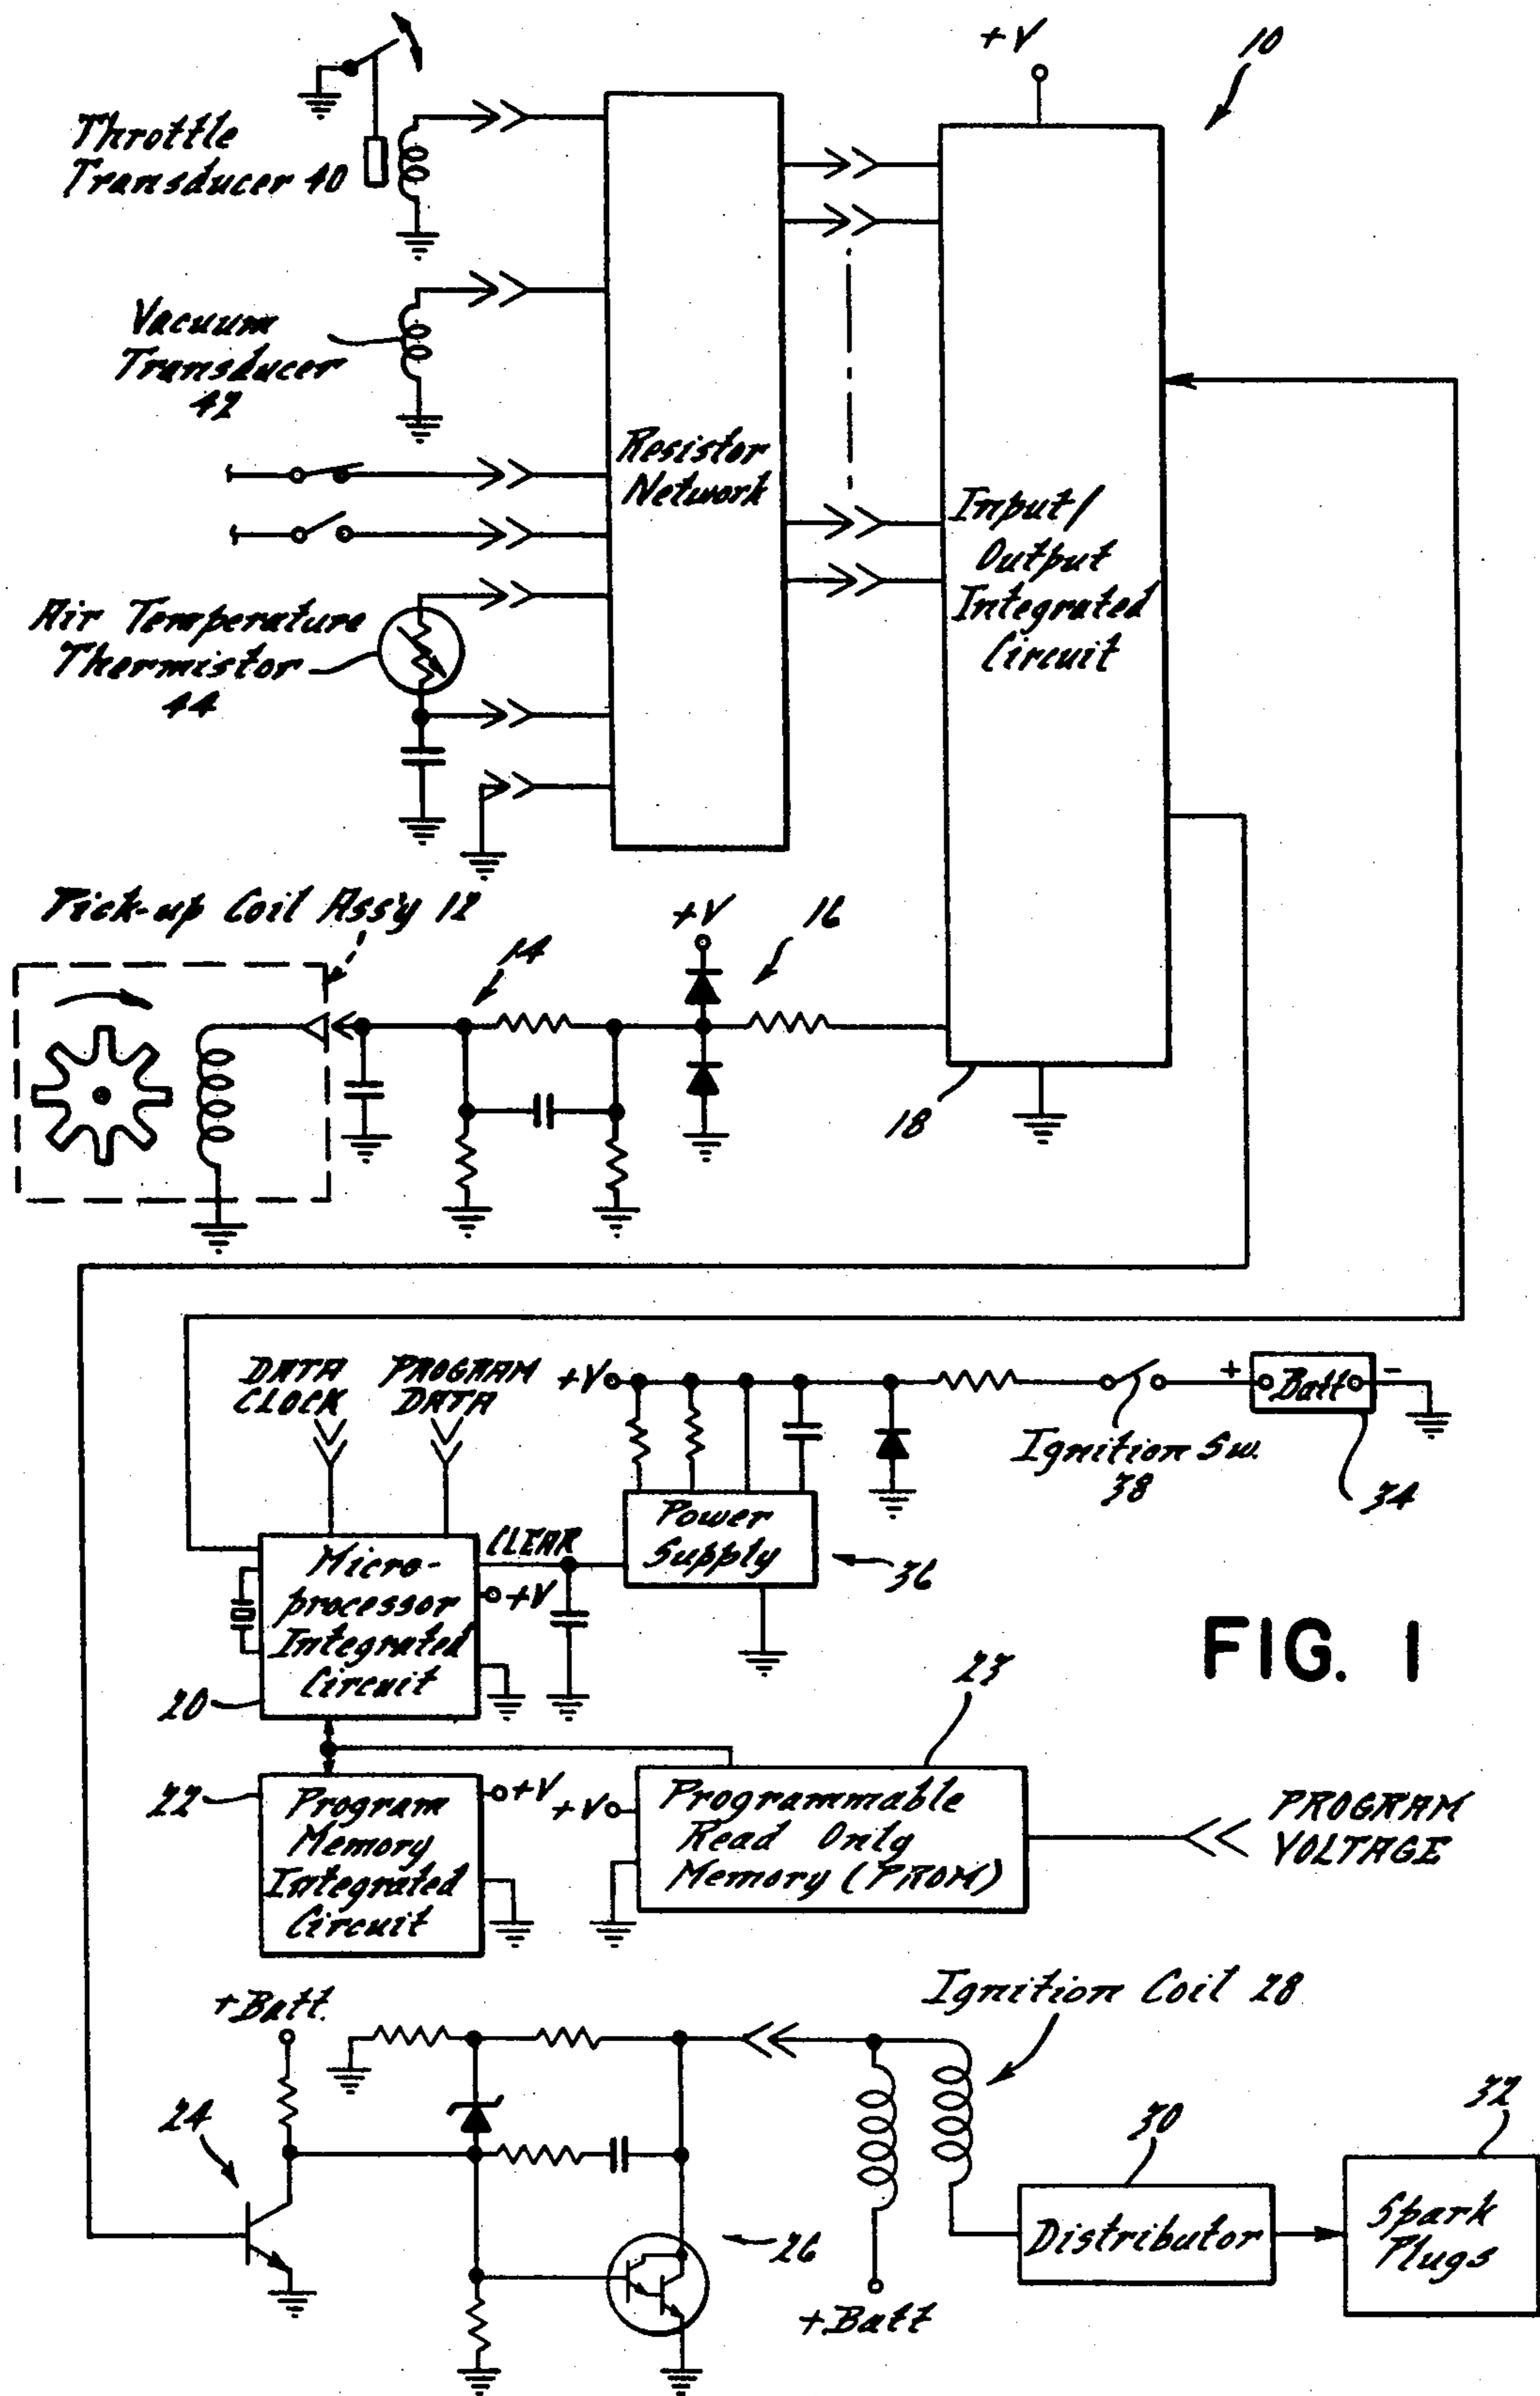 +V
10
Throttle
Transducer 40
Vacuum
Transducer
42
Resistor
Network
Input/
Output
Integrated
Circuit
Air Temperature
Thermistor
44
Pick-up Coil Ass'y 12
14
+V
16
18
DATA
CLOCK
PROGRAM
DATA
+V
+
Batt
-
Ignition Sw.
38
34
Power
Supply
36
CLEAR
Micro-
processor
Integrated
Circuit
+V
20
FIG. 1
23
22
Program
Memory
Integrated
Circuit
+V
+V
Programmable
Read Only
Memory (PROM)
PROGRAM
VOLTAGE
+Batt.
Ignition Coil 28
24
30
32
26
Distributor
Spark
Plugs
+Batt